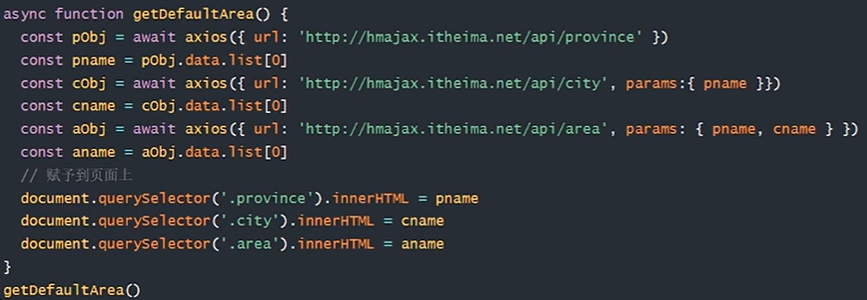 async function getDefaultArea() {
  const pObj = await axios({ url: 'http://hmajax.itheima.net/api/province' })
  const pname = pObj.data.list[0]
  const cObj = await axios({ url: 'http://hmajax.itheima.net/api/city', params:{ pname }})
  const cname = cObj.data.list[0]
  const aObj = await axios({ url: 'http://hmajax.itheima.net/api/area', params: { pname, cname } })
  const aname = aObj.data.list[0]
  // 赋予到页面上
  document.querySelector('.province').innerHTML = pname
  document.querySelector('.city').innerHTML = cname
  document.querySelector('.area').innerHTML = aname
}
getDefaultArea()